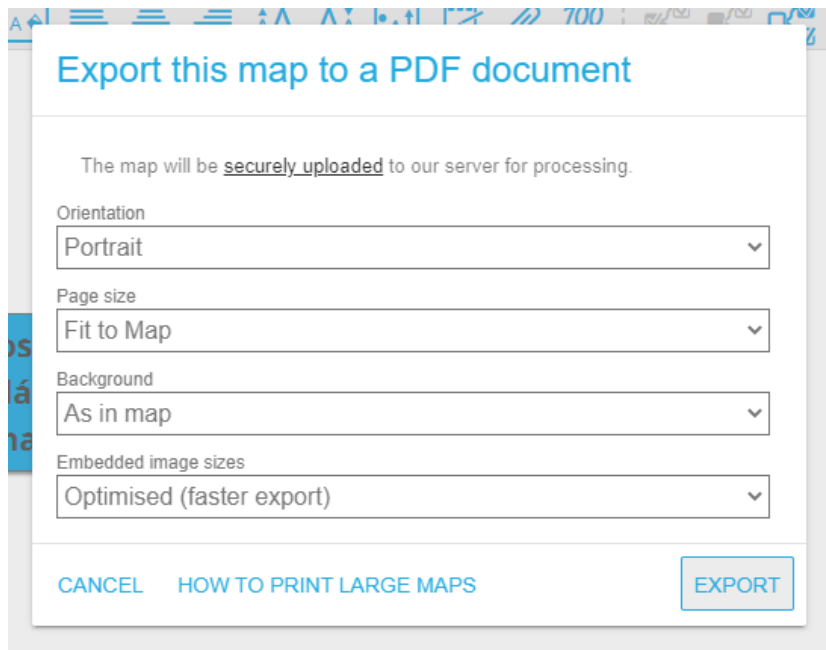 A
700
Export this map to a PDF document
The map will be securely uploaded to our server for processing.
Orientation
Portrait
Page size
Fit to Map
Background
As in map
Embedded image sizes
Optimised (faster export)
CANCEL HOW TO PRINT LARGE MAPS EXPORT